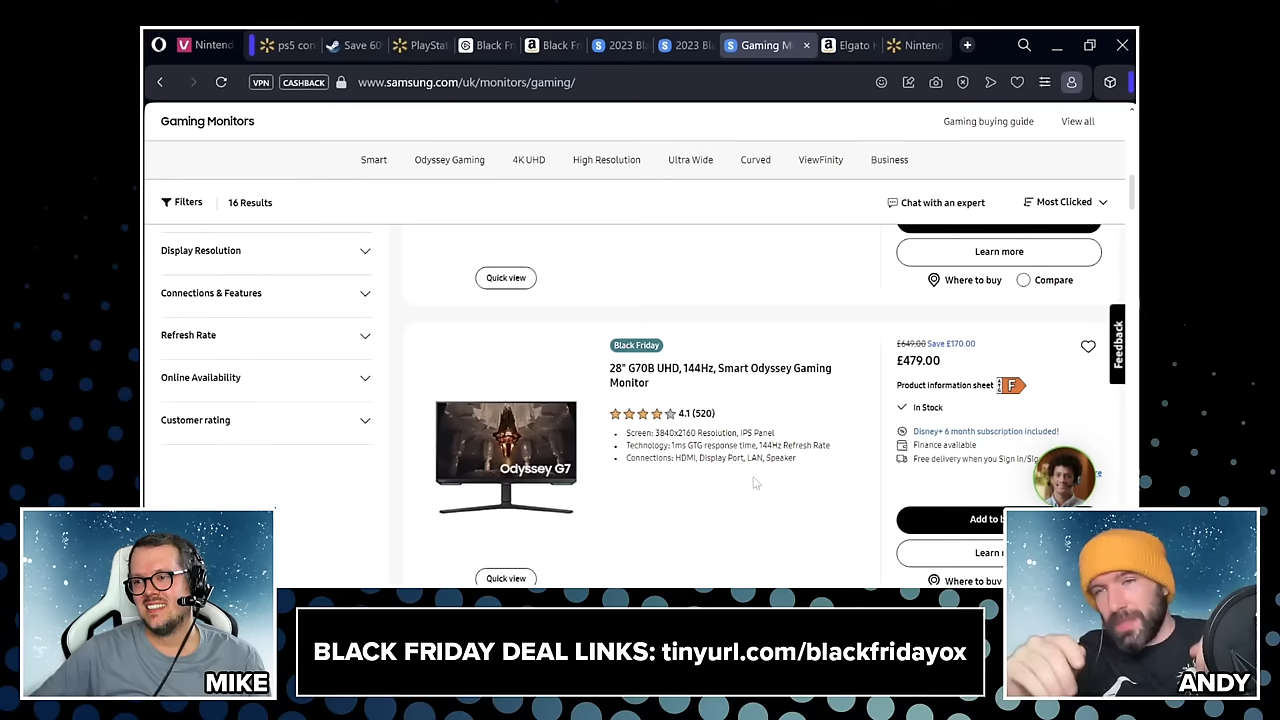 Nintend
ps5 con
Save 60
PlayStat
Black Fr
Black Fr
2023 Bl
2023 Bl
Gaming M
Elgato
Nintend
VPN
CASHBACK
www.samsung.com/uk/monitors/gaming/
Gaming Monitors
Gaming buying guide
View all
Smart
Odyssey Gaming
4K UHD
High Resolution
Ultra Wide
Curved
ViewFinity
Business
Filters
16 Results
Chat with an expert
Most Clicked
Display Resolution
Connections & Features
Refresh Rate
Online Availability
Customer rating
Quick view
Learn more
Where to buy
Compare
Feedback
Black Friday
28" G70B UHD, 144Hz, Smart Odyssey Gaming
Monitor
4.1 (520)
Screen: 3840x2160 Resolution, IPS Panel
Technology: 1ms GTG response time, 144Hz Refresh Rate
Connections: HDMI, Display Port, LAN, Speaker
Odyssey G7
Quick view
£649.00 Save £170.00
£479.00
Product information sheet
F
In Stock
Disney+ 6 month subscription included!
Finance available
Free delivery when you Sign In/Sig
Add to b
Learn
Where to buy
MIKE
BLACK FRIDAY DEAL LINKS: tinyurl.com/blackfridayox
ANDY